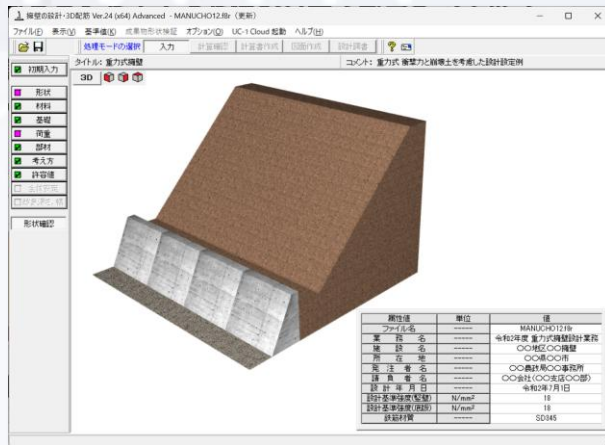 擁壁の設計・3D配筋 Ver.24 (x64) Advanced - MANUCHO12.f8r (更新)
ファイル(F) 表示(V) 基準値(K) 成果物形状検証 オプション(O) UC-1 Cloud 起動 ヘルプ(H)
処理モードの選択 入力 計算確認 計算書作成 図面作成 設計調書
タイトル: 重力式擁壁 コメント: 重力式 衝撃力と崩壊土を考慮した設計設定例
初期入力 3D
形状
材料
基礎
荷重
部材
考え方
許容値
形状確認
属性値 単位 値
ファイル名 ----- MANUCHO12.f8r
業務名 ----- 令和2年度 重力式擁壁設計業務
施設名 ----- 〇〇地区〇〇擁壁
所在地 ----- 〇〇県〇〇市
発注者名 ----- 〇〇農政局〇〇事務所
請負者名 ----- 〇〇会社(〇〇支店〇〇部)
設計年月日 ----- 令和2年7月1日
設計基準強度(竪壁) N/mm² 18
設計基準強度(底版) N/mm² 18
鉄筋材質 ----- SD345